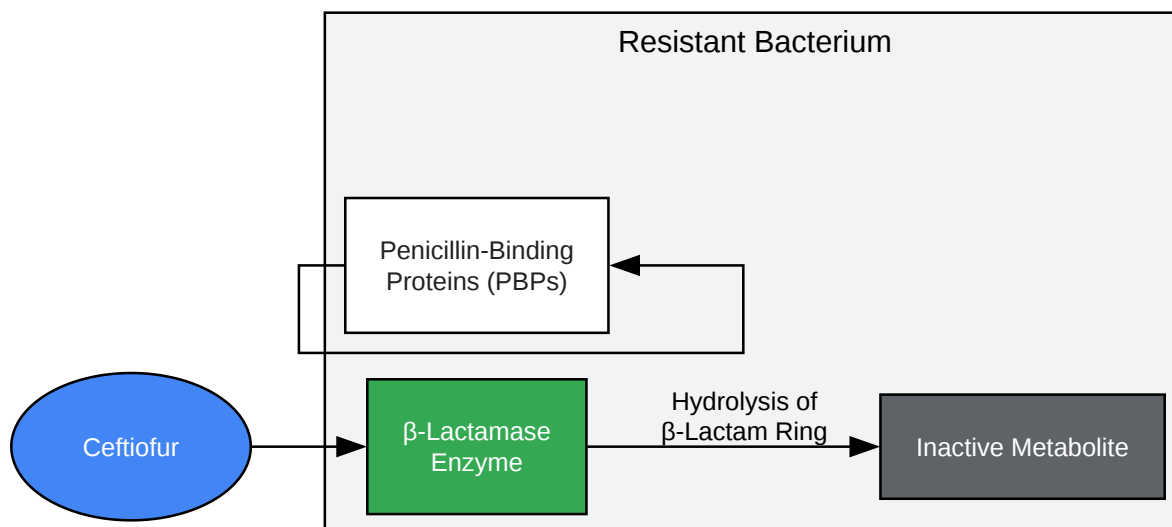 Resistant Bacterium
Penicillin-Binding
Proteins (PBPs)
Ceftiofur
β-Lactamase
Enzyme
Hydrolysis of
β-Lactam Ring
Inactive Metabolite